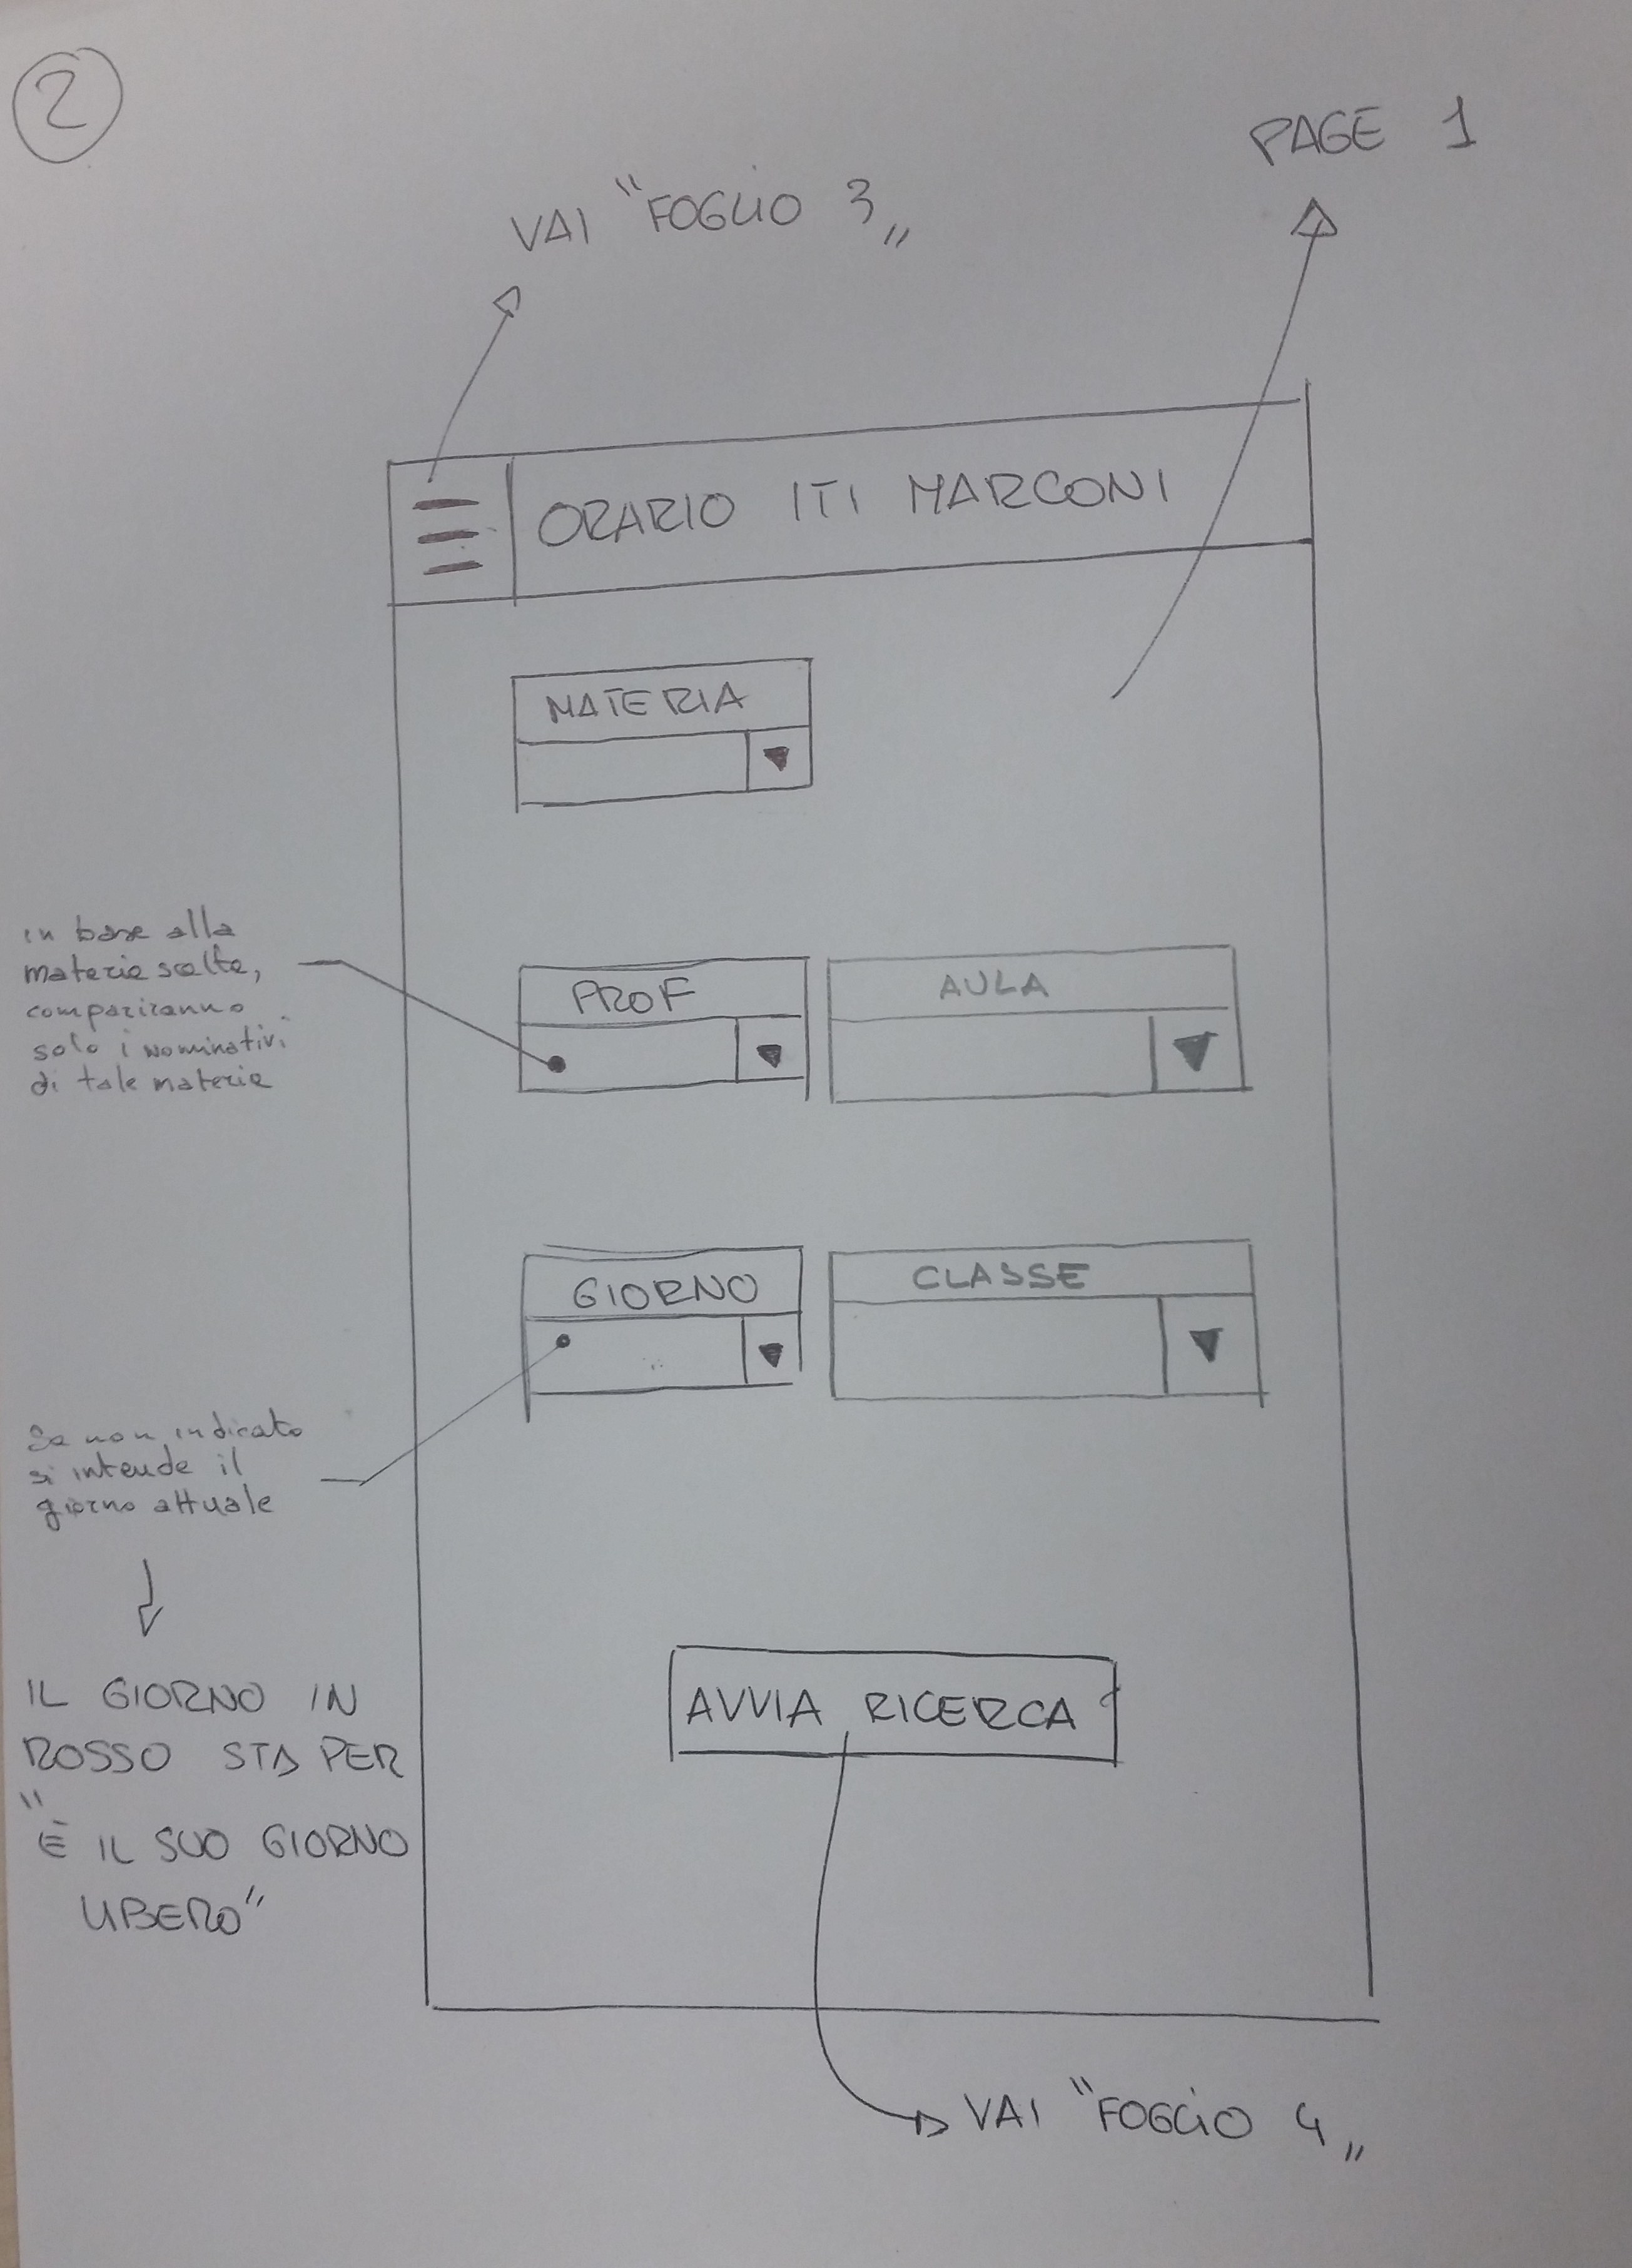 2
PAGE 1
VAI "FOGLIO 3„
ORARIO ITI MARCONI
MATERIA
in base alla
materia scelta,
compariranno
solo i nominativi
di tale materia
PROF
AULA
GIORNO
CLASSE
Se non indicato
si intende il
giorno attuale
IL GIORNO IN
ROSSO STA PER
"È IL SUO GIORNO
LIBERO"
AVVIA RICERCA
VAI "FOGLIO 4„